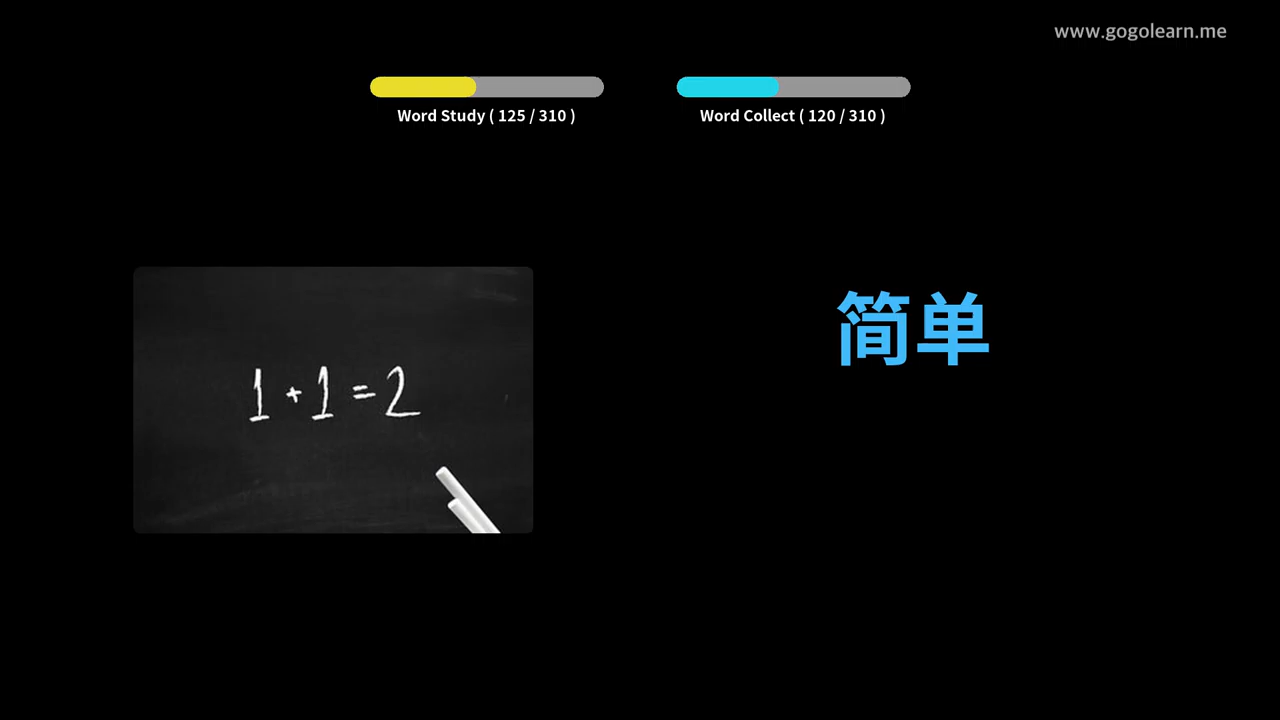 www.gogolearn.me
Word Study ( 125 / 310 )
Word Collect ( 120 / 310 )
简单
1 + 1 = 2